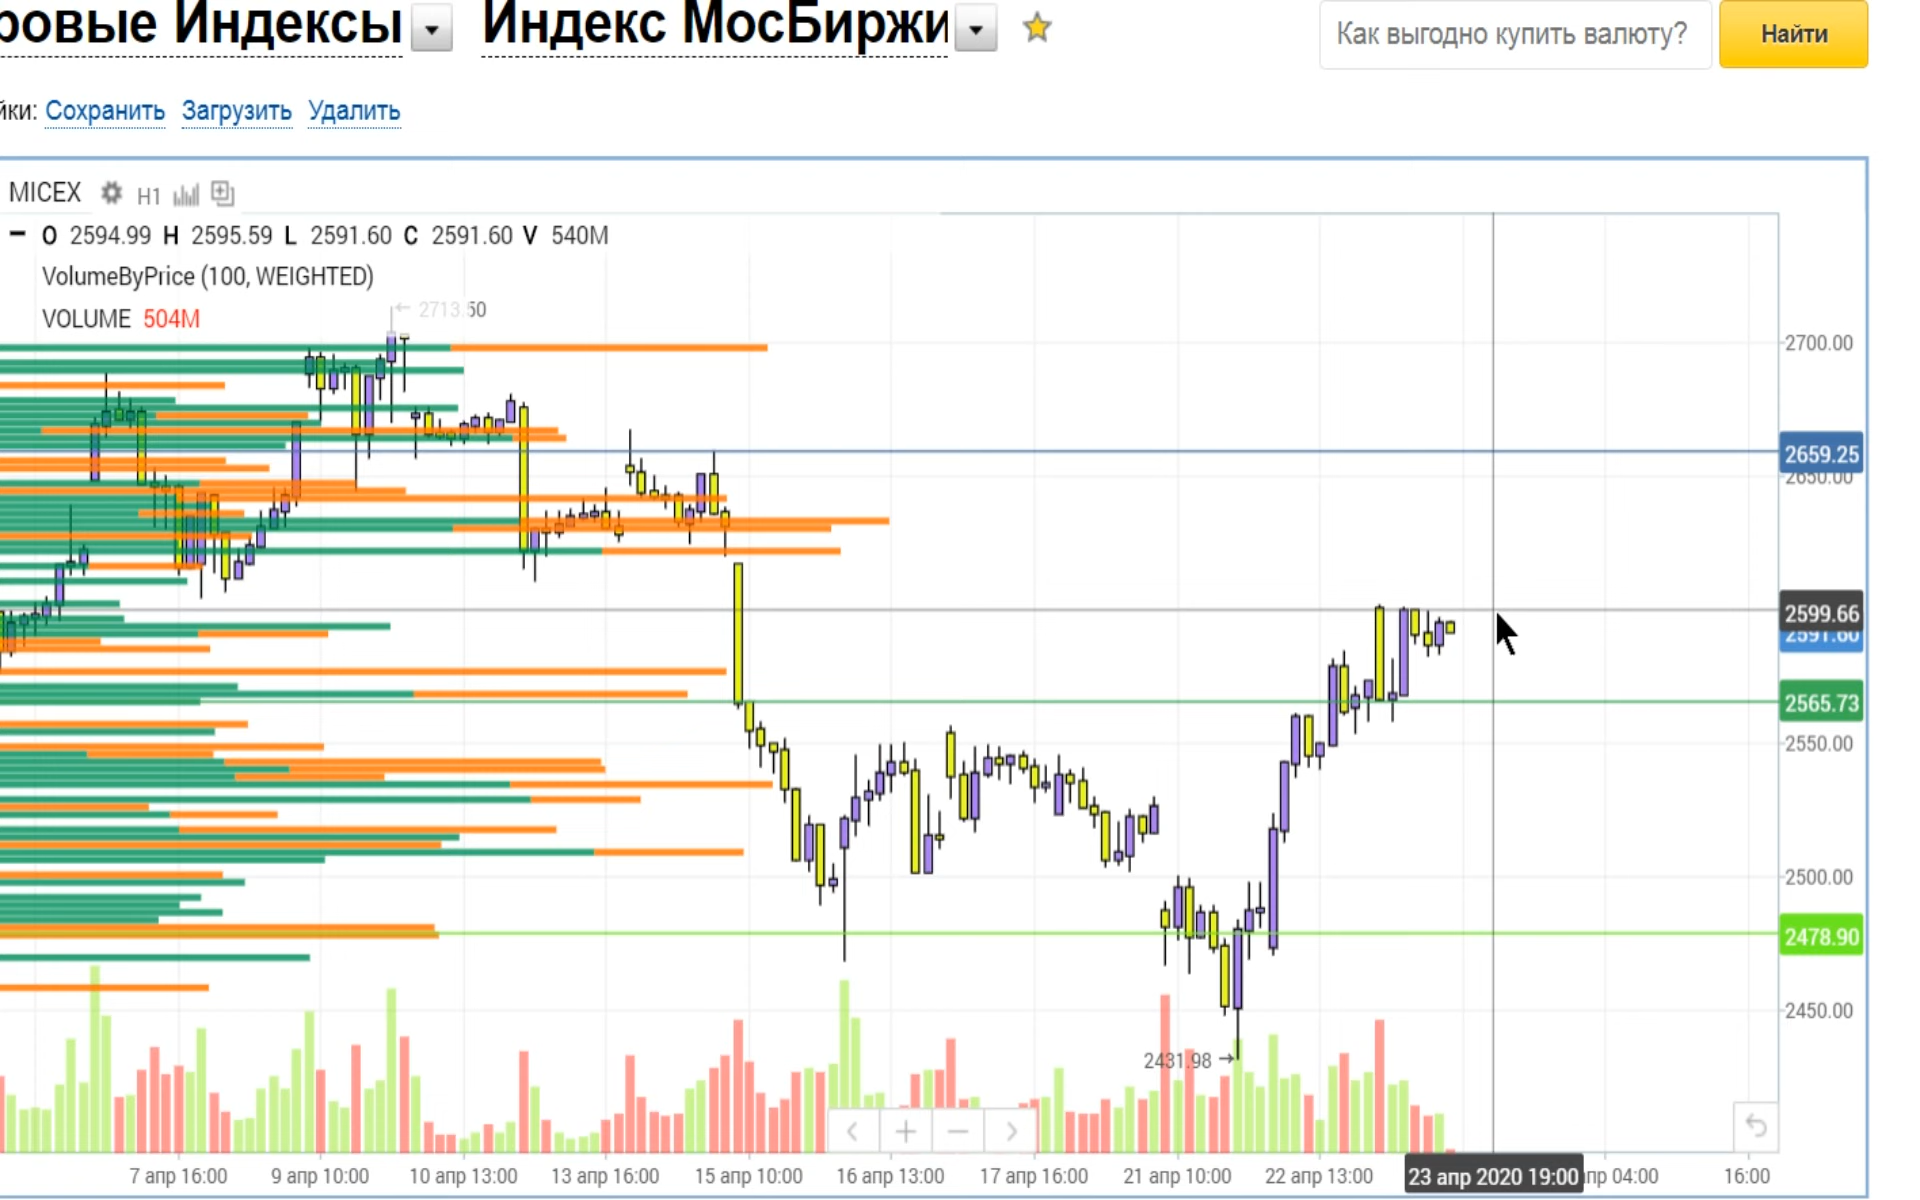 ровые Индексы Индекс МосБиржи
Как выгодно купить валюту? Найти
йки: Сохранить Загрузить Удалить
MICEX H1
O 2594.99 H 2595.59 L 2591.60 C 2591.60 V 540M
VolumeByPrice (100, WEIGHTED)
VOLUME 504M
← 2713.50
2700.00
2659.25
2650.00
2599.66
2591.60
2565.73
2550.00
2500.00
2478.90
2450.00
2431.98 →
7 апр 16:00 9 апр 10:00 10 апр 13:00 13 апр 16:00 15 апр 10:00 16 апр 13:00 17 апр 16:00 21 апр 10:00 22 апр 13:00 23 апр 2020 19:00 пр 04:00 16:00